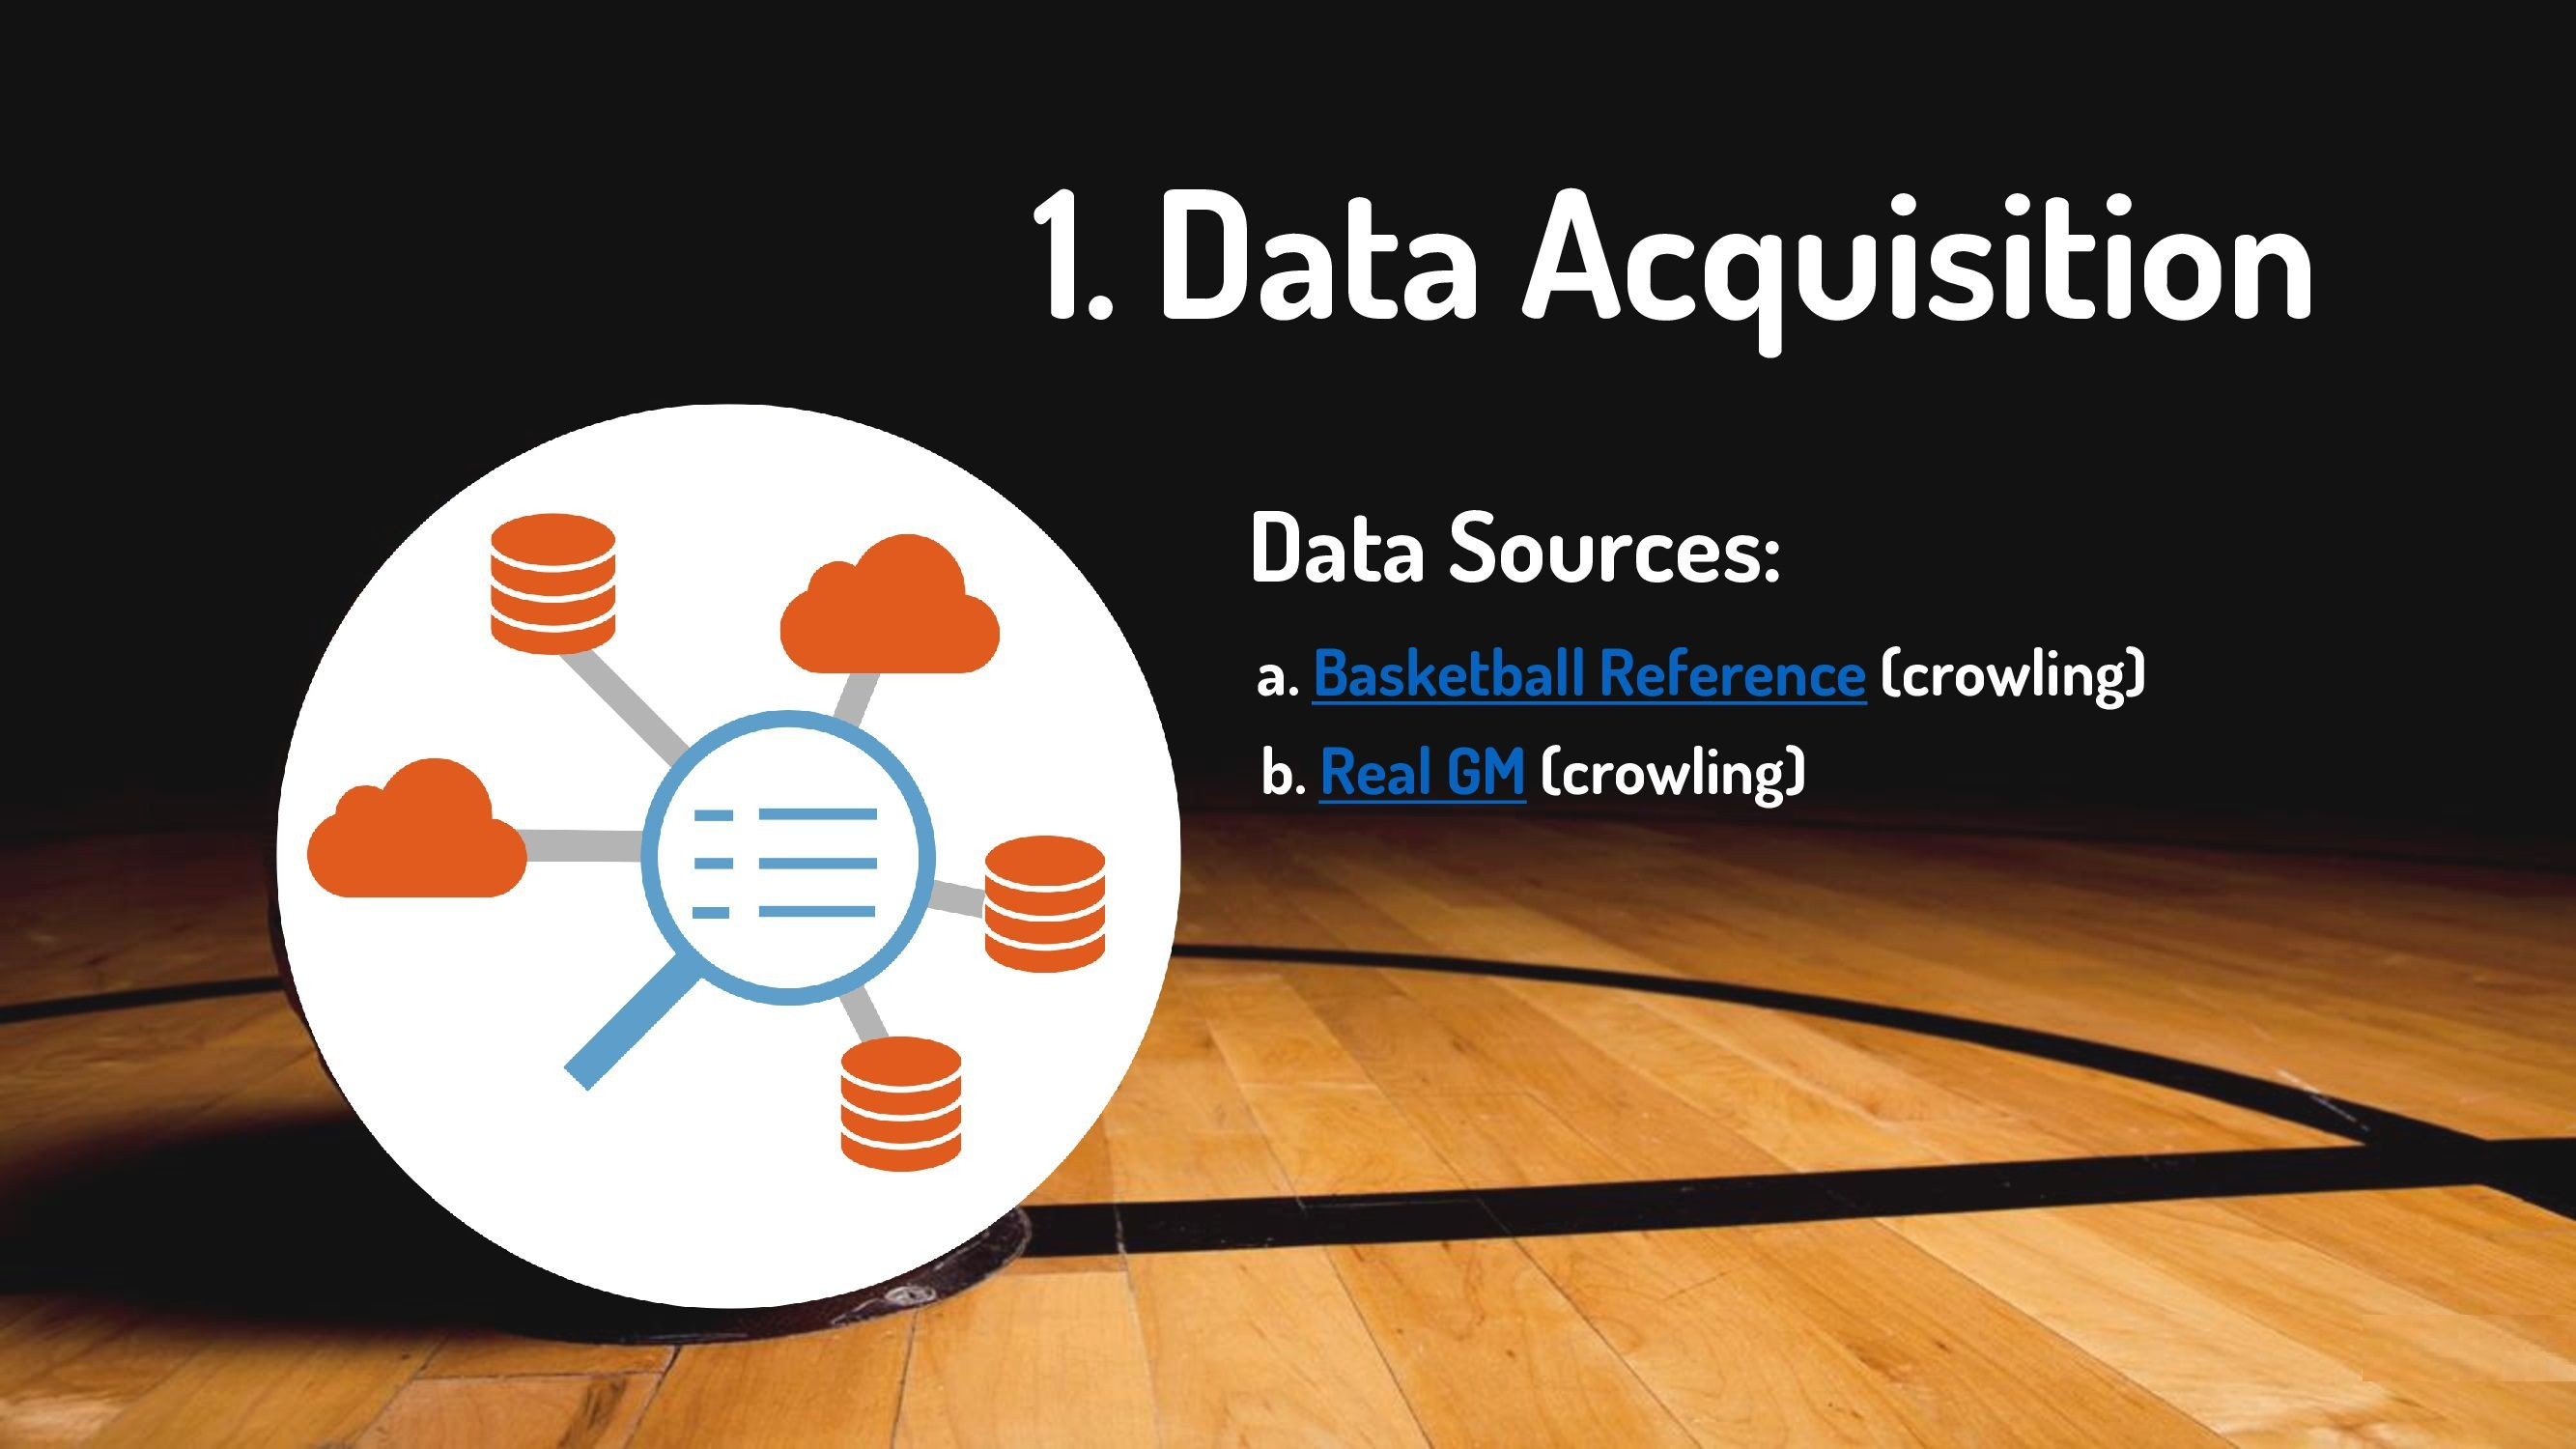 1. Data Acquisition
Data Sources:
a. Basketball Reference (crowling)
b. Real GM (crowling)